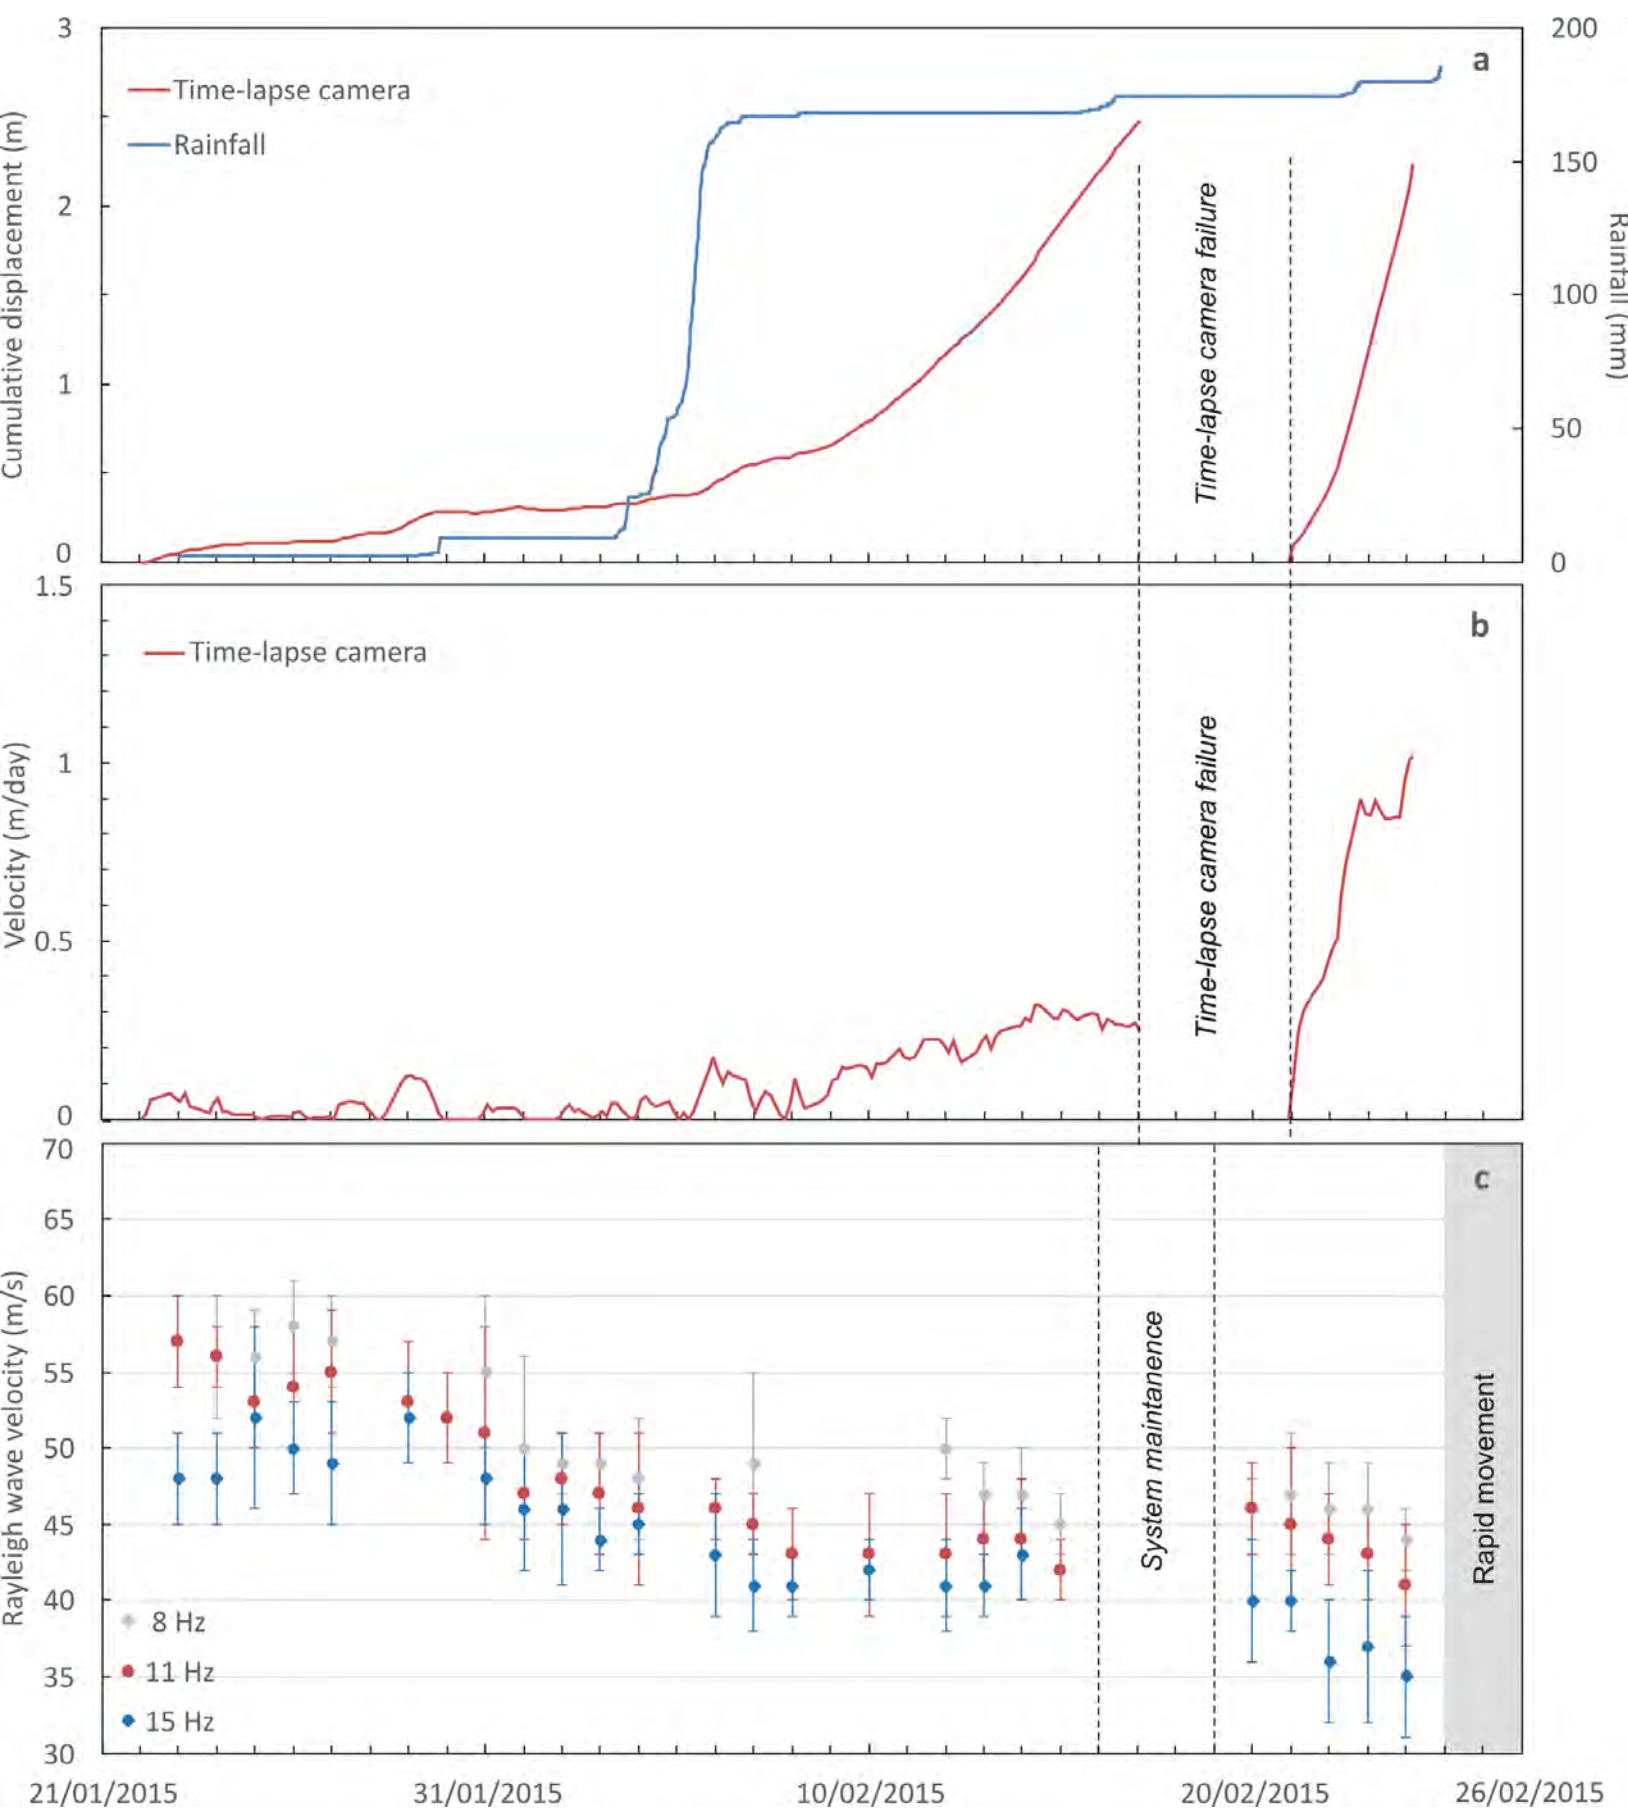 3
200
a
Time-lapse camera
Rainfall
150
2
100
1
50
0
0
Cumulative displacement (m)
Rainfall (mm)
Time-lapse camera failure
1.5
b
Time-lapse camera
1
0.5
0
Velocity (m/day)
Time-lapse camera failure
70
c
65
60
55
50
45
40
35
30
Rayleigh wave velocity (m/s)
System maintanence
Rapid movement
8 Hz
11 Hz
15 Hz
21/01/2015
31/01/2015
10/02/2015
20/02/2015
26/02/2015